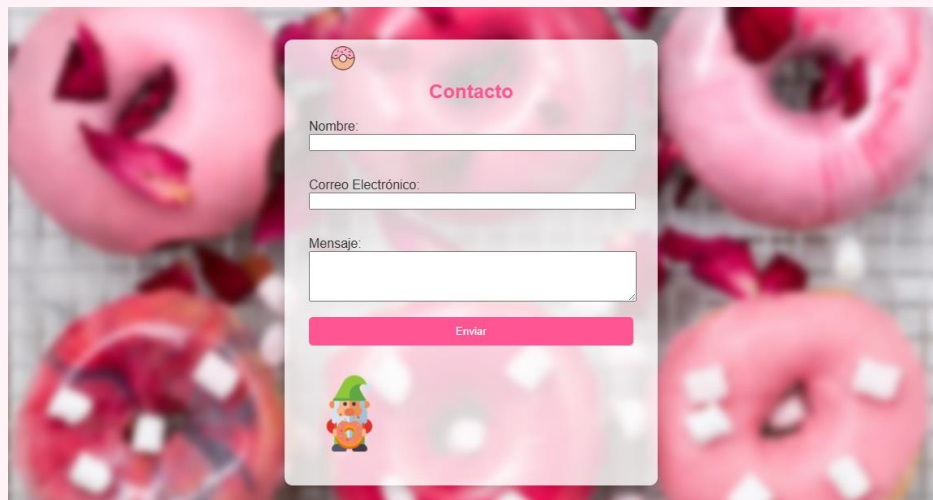 Contacto
Nombre:
Correo Electrónico:
Mensaje:
Enviar